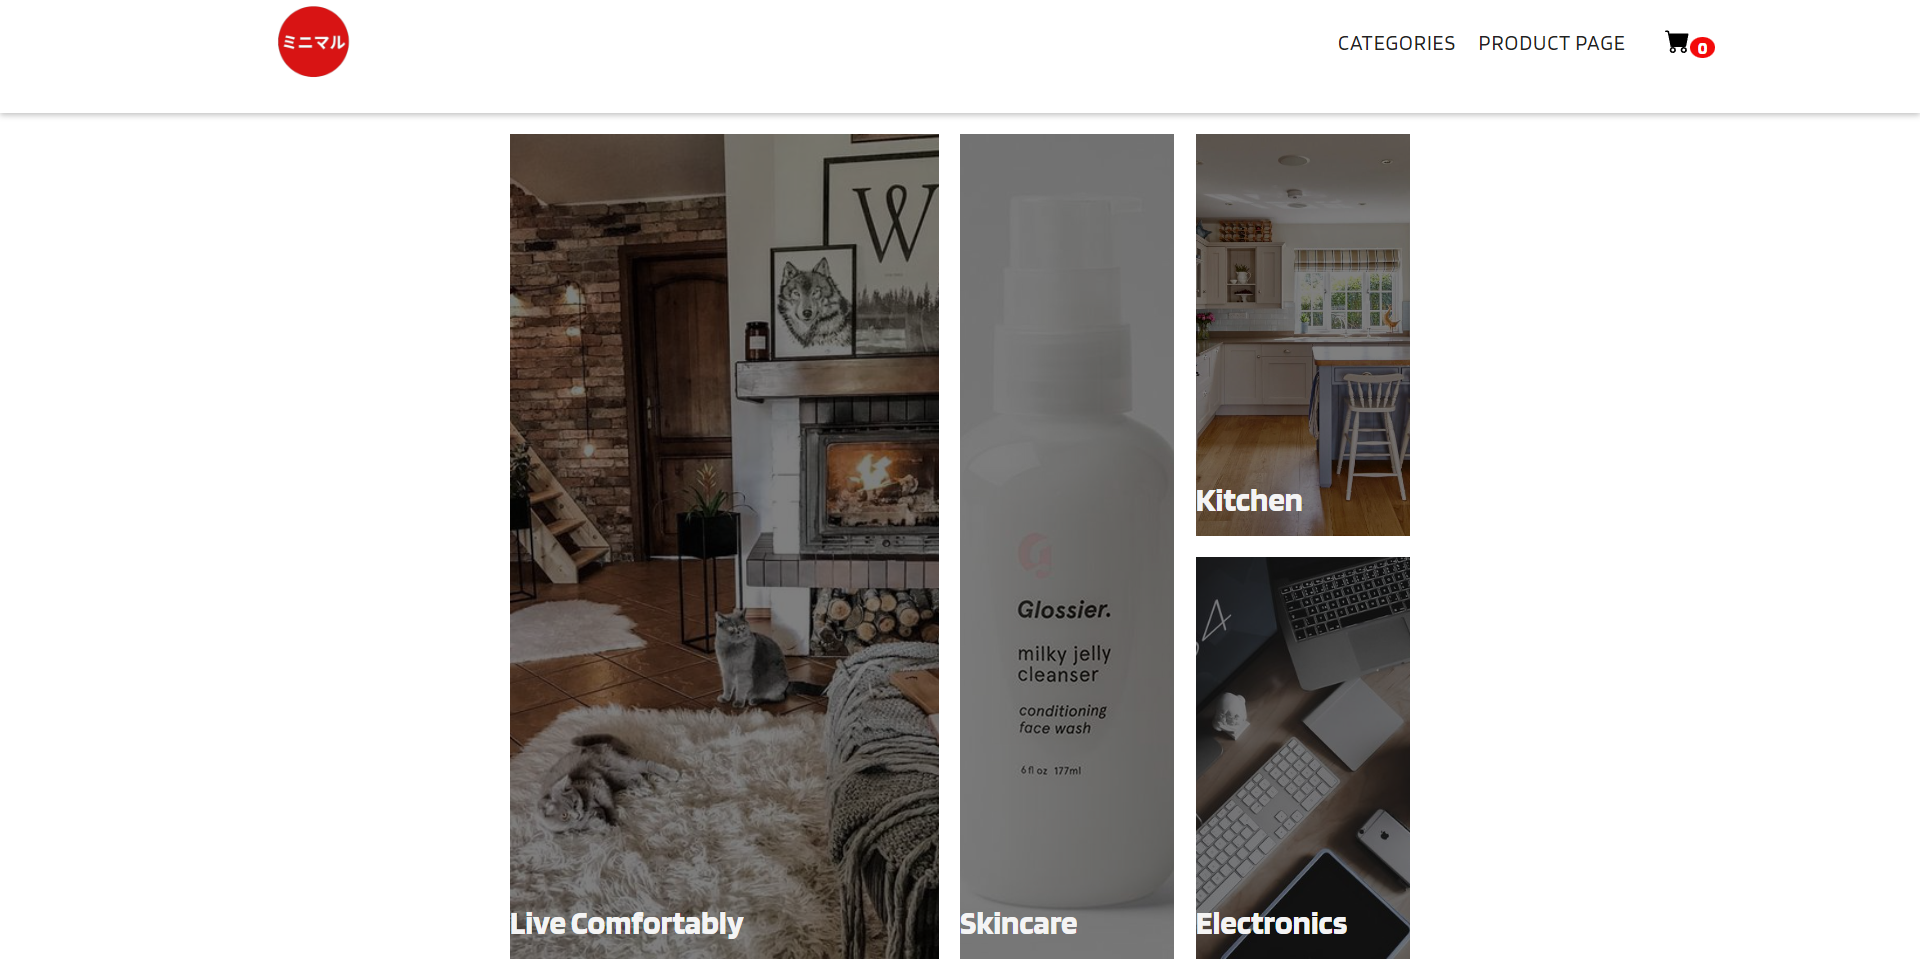 ミニマル
CATEGORIES
PRODUCT PAGE
0
W
Glossier.
milky jelly
cleanser
conditioning
face wash
6 fl oz 177ml
Kitchen
Live Comfortably
Skincare
Electronics